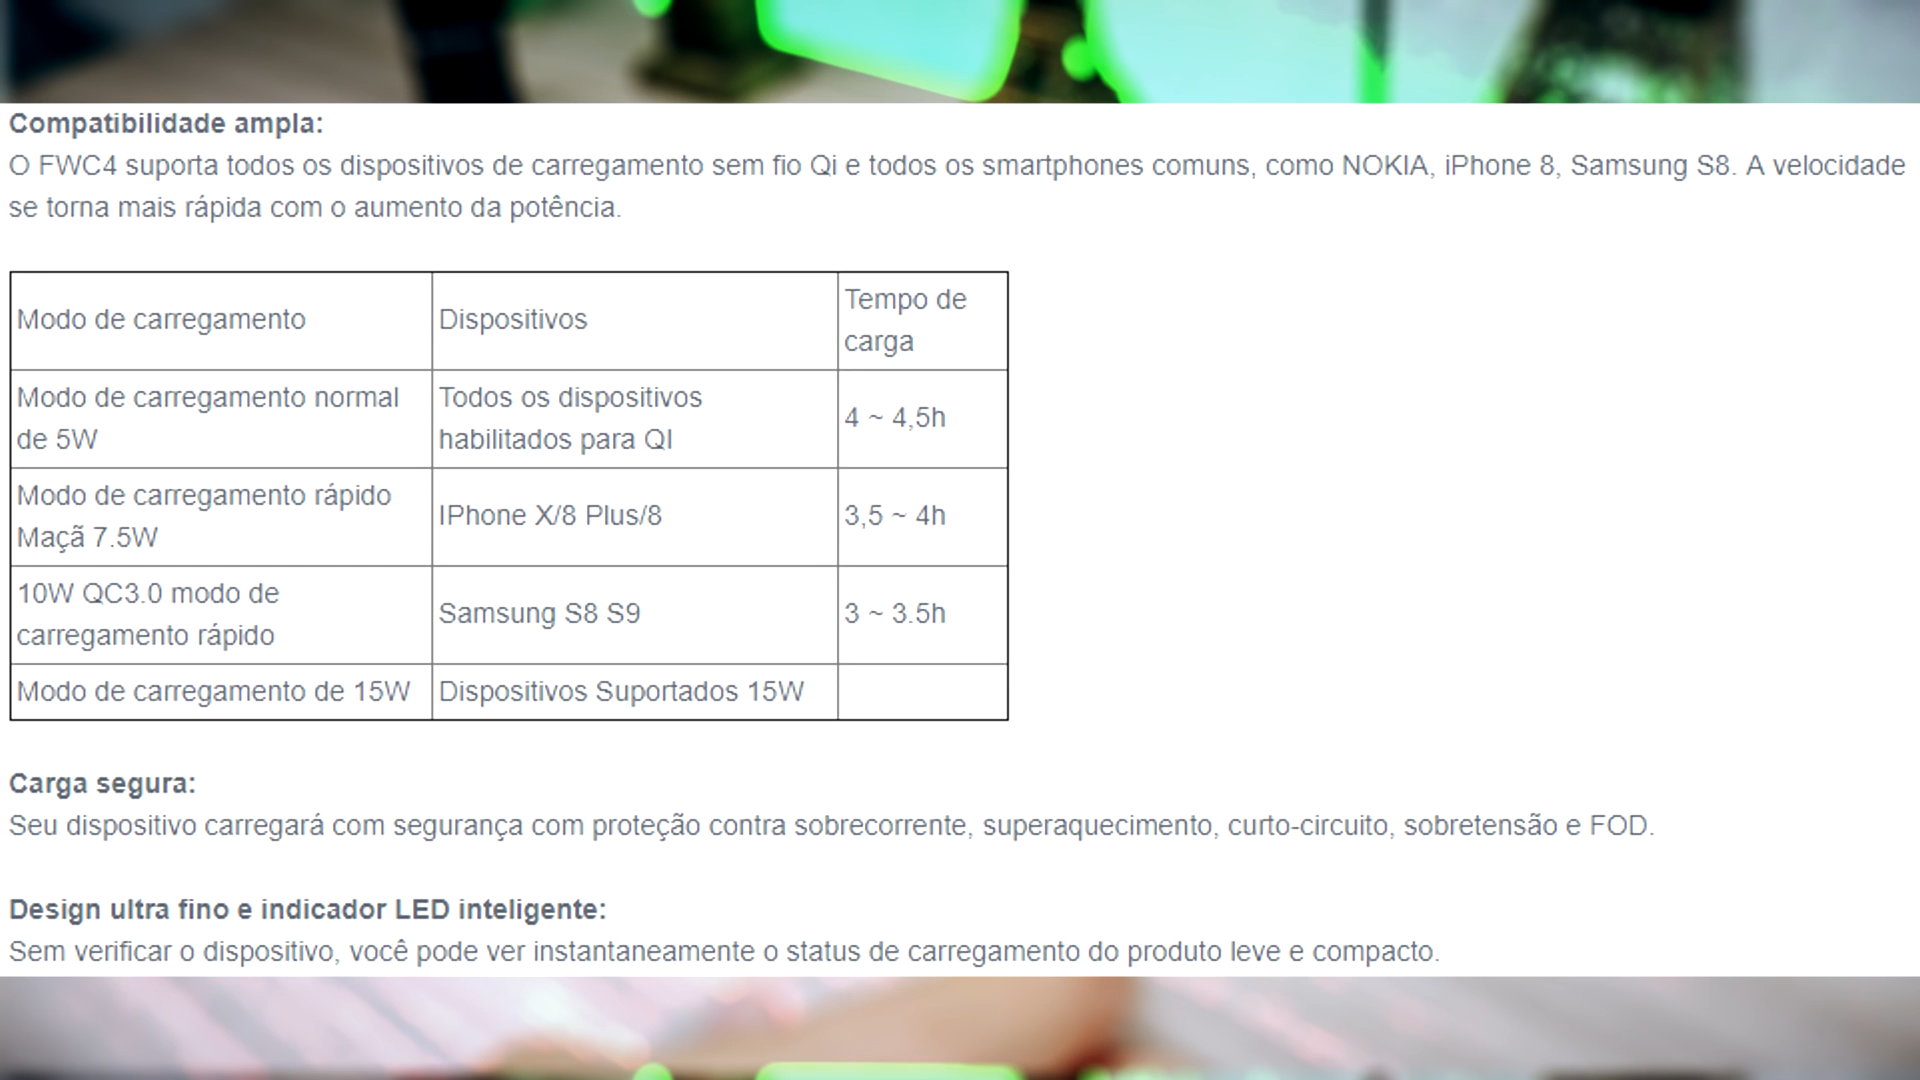 Compatibilidade ampla:
O FWC4 suporta todos os dispositivos de carregamento sem fio Qi e todos os smartphones comuns, como NOKIA, iPhone 8, Samsung S8. A velocidade
se torna mais rápida com o aumento da potência.
Modo de carregamento
Dispositivos
Tempo de
carga
Modo de carregamento normal
de 5W
Todos os dispositivos
habilitados para QI
4 ~ 4,5h
Modo de carregamento rápido
Maçã 7.5W
IPhone X/8 Plus/8
3,5 ~ 4h
10W QC3.0 modo de
carregamento rápido
Samsung S8 S9
3 ~ 3.5h
Modo de carregamento de 15W
Dispositivos Suportados 15W
Carga segura:
Seu dispositivo carregará com segurança com proteção contra sobrecorrente, superaquecimento, curto-circuito, sobretensão e FOD.
Design ultra fino e indicador LED inteligente:
Sem verificar o dispositivo, você pode ver instantaneamente o status de carregamento do produto leve e compacto.